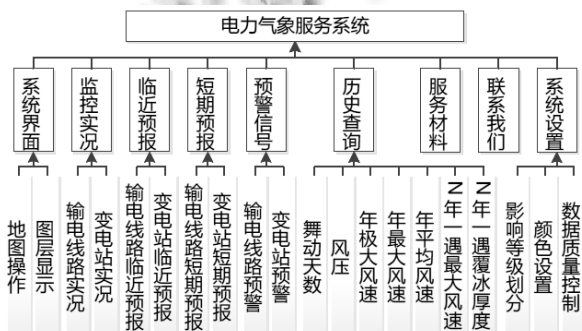 电力气象服务系统
系统界面
监控实况
临近预报
短期预报
预警信号
历史查询
服务材料
联系我们
系统设置
地图操作
图层显示
输电线路实况
变电站实况
输电线路临近预报
变电站临近预报
输电线路短期预报
变电站短期预报
输电线路预警
变电站预警
舞动天数
风压
年极大风速
年最大风速
年平均风速
N年一遇最大风速
N年一遇覆冰厚度
影响等级划分
颜色设置
数据质量控制